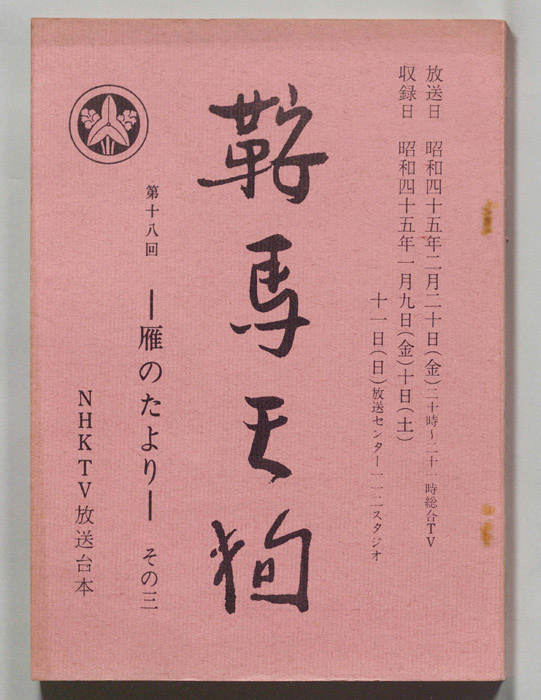 放送日 昭和四十五年二月二十日(金)二十時〜二十一時総合TV
収録日 昭和四十五年一月九日(金)十日(土)
十一日(日)放送センター一一二スタジオ
鞍馬天狗
第十八回 ―雁のたより― その三
NHKTV放送台本